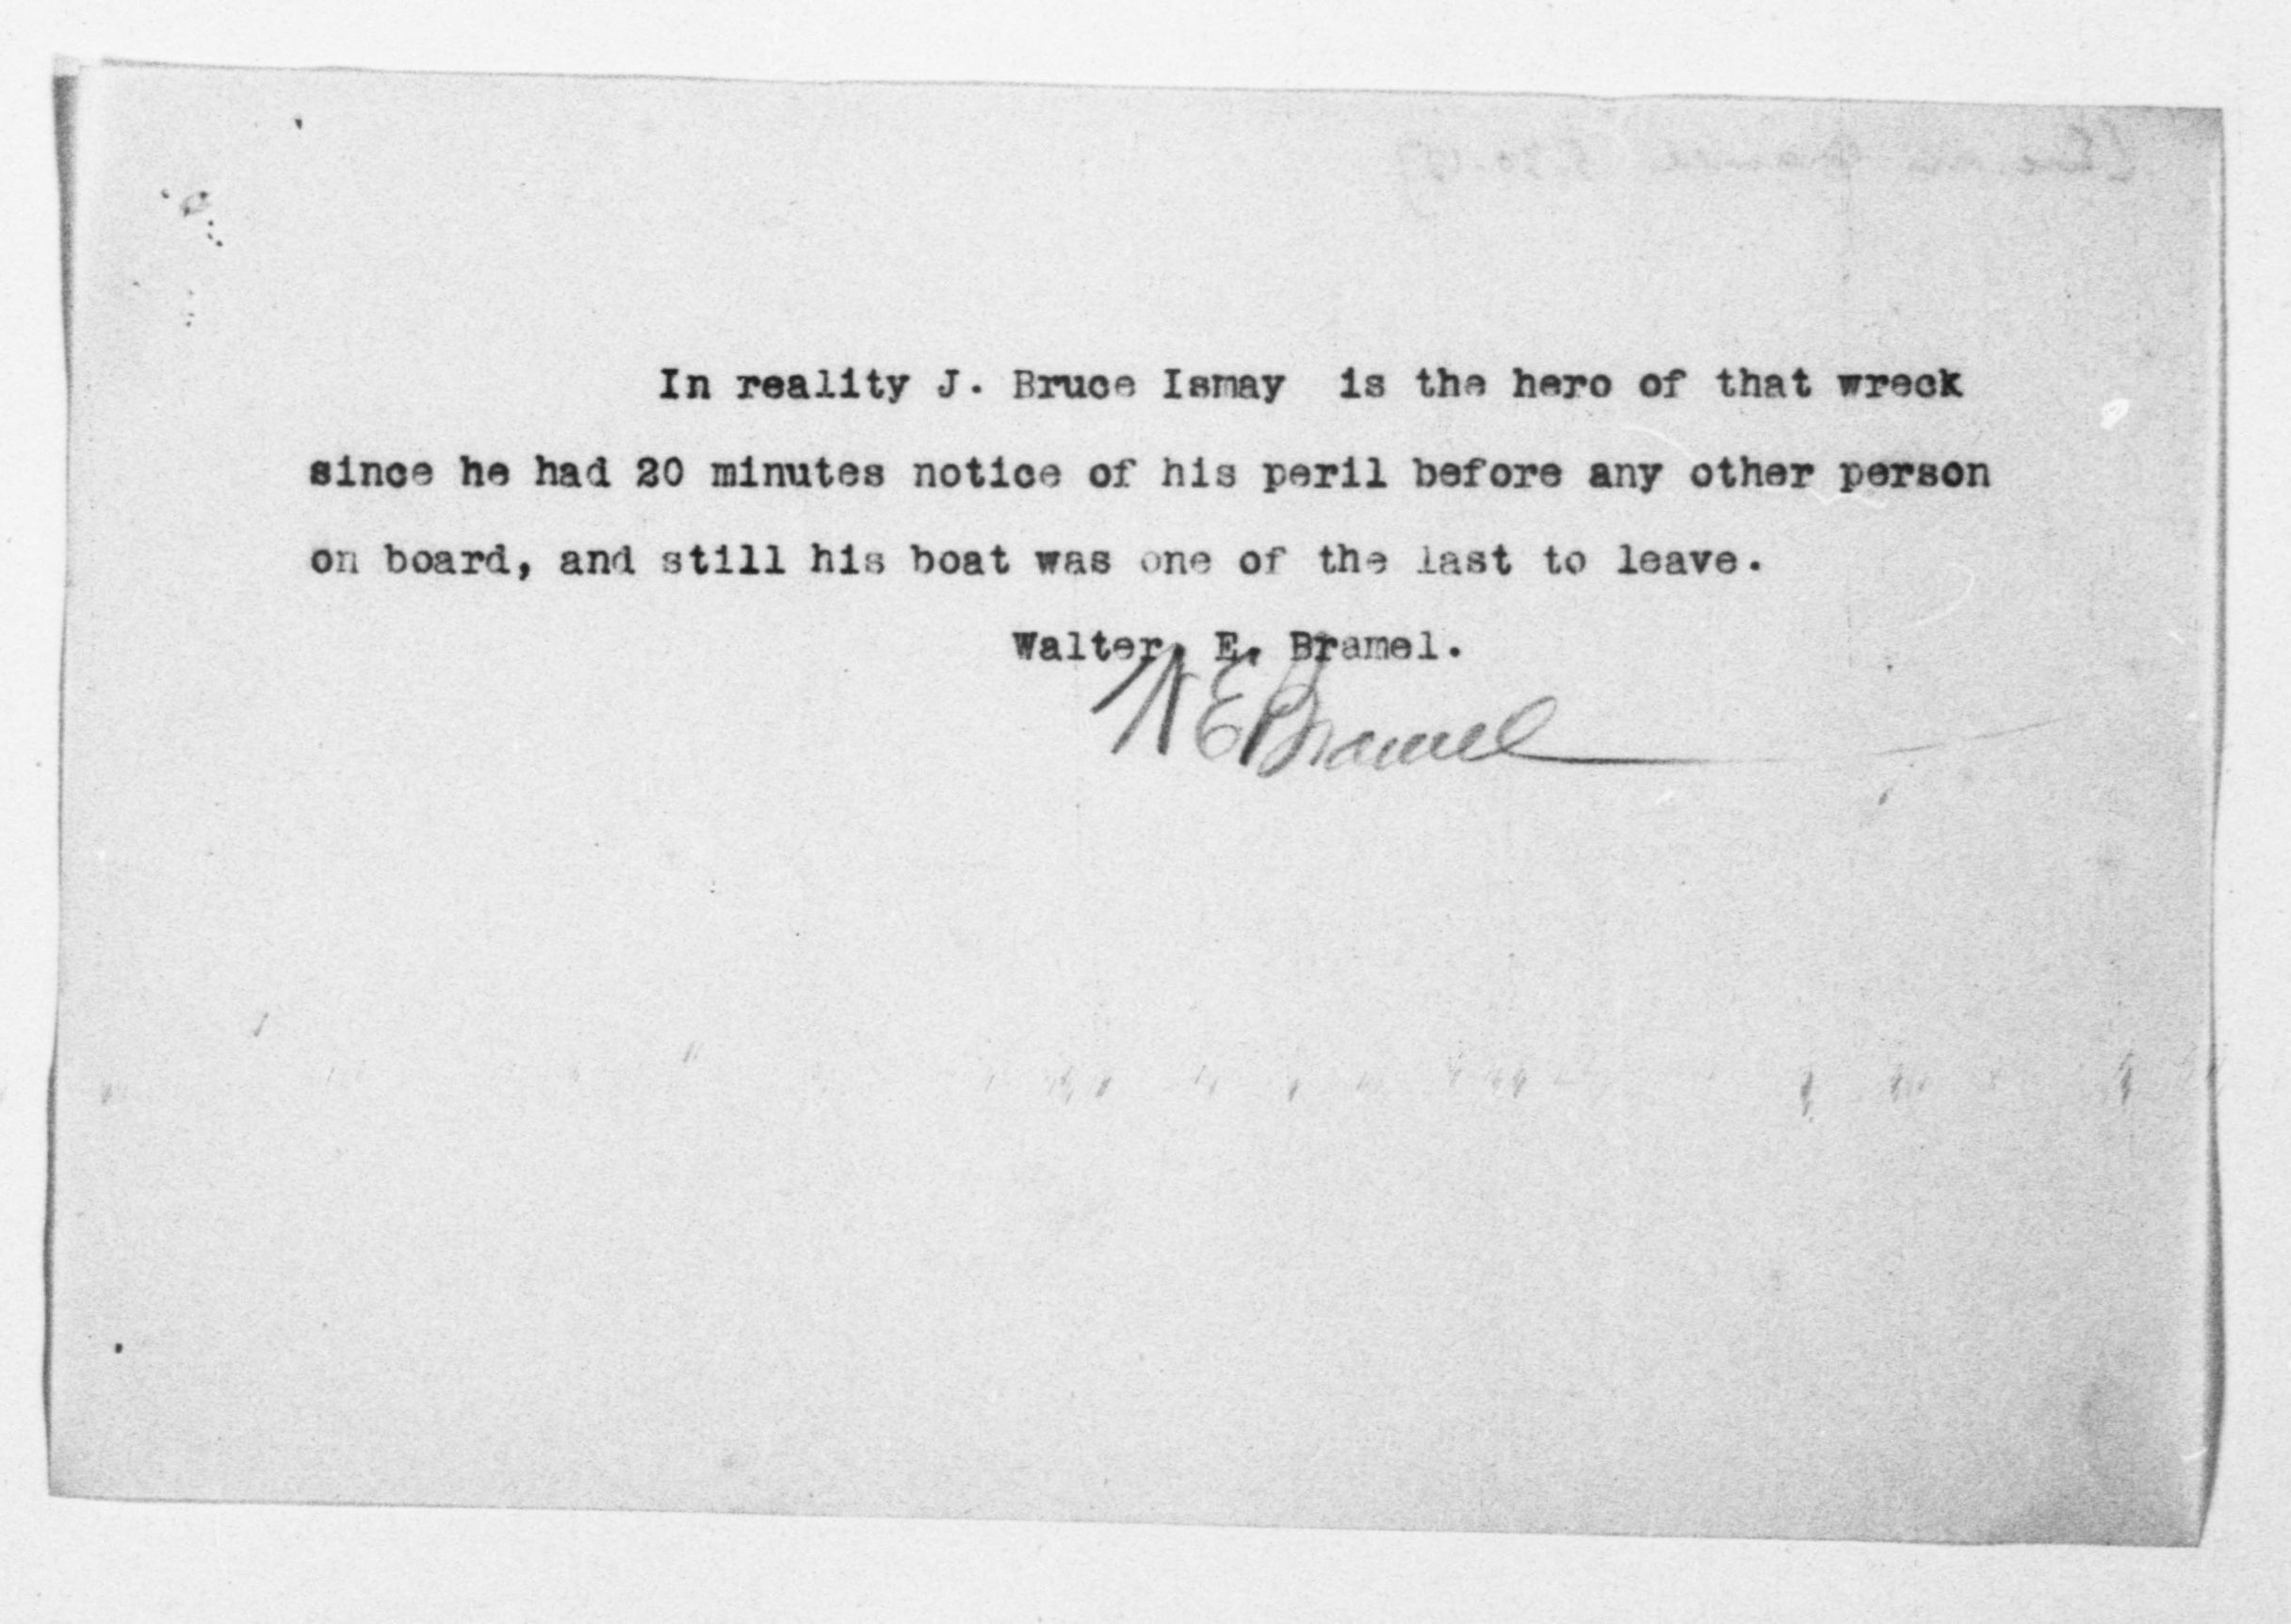 In reality J. Bruce Ismay is the hero of that wreck
since he had 20 minutes notice of his peril before any other person
on board, and still his boat was one of the last to leave.
Walter E. Bramel.
W E Bramel